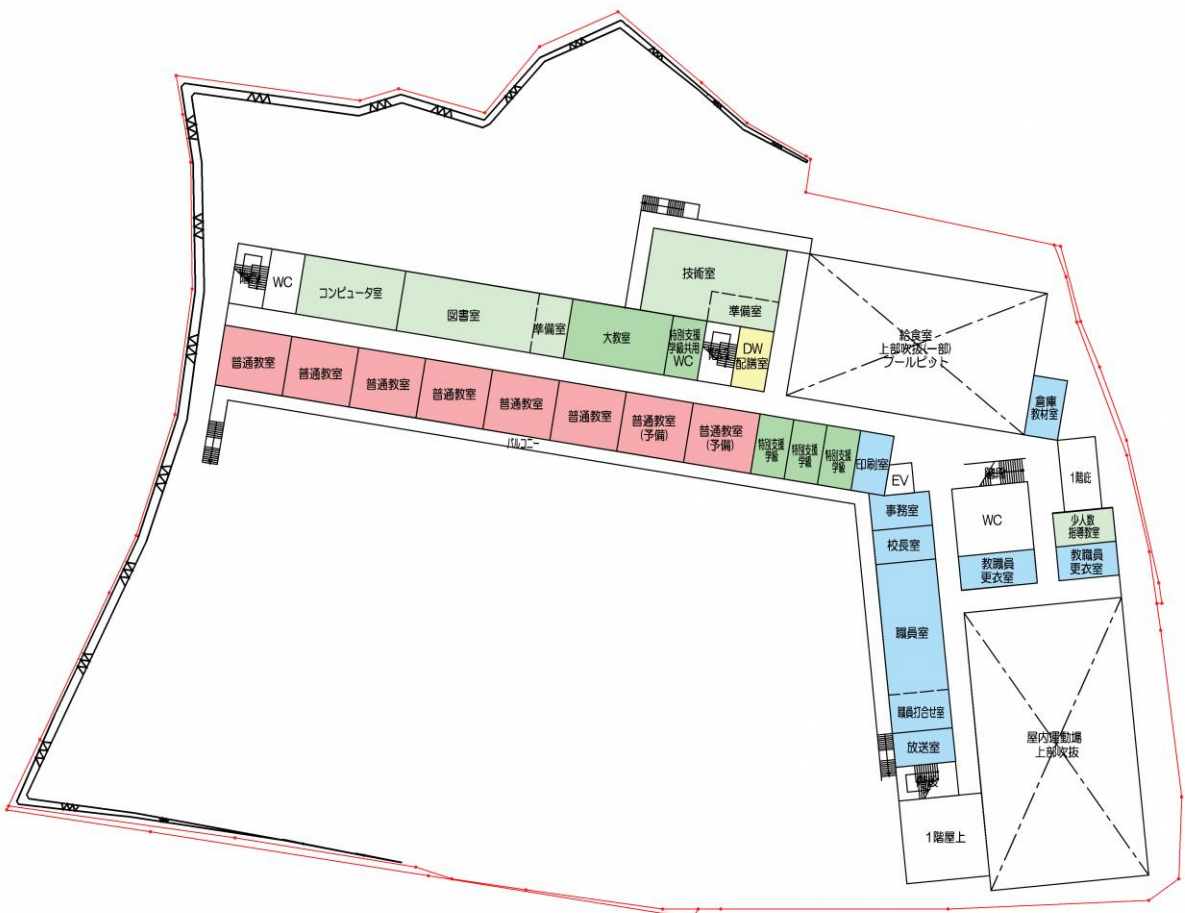 技術室
準備室
階段
WC
コンピュータ室
図書室
準備室
大教室
特別支援
学級共用
WC
階段
DW
配膳室
給食室
上部吹抜(一部)
プールピット
倉庫
教材室
普通教室
普通教室
普通教室
普通教室
普通教室
普通教室
普通教室
(予備)
普通教室
(予備)
特別支援
学級
特別支援
学級
特別支援
学級
印刷室
EV
バルコニー
階段
1階庇
事務室
WC
少人数
指導教室
校長室
教職員
更衣室
教職員
更衣室
職員室
職員打合せ室
放送室
屋内運動場
上部吹抜
階段
1階屋上